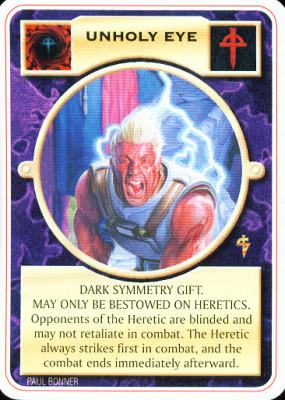 UNHOLY EYE
DARK SYMMETRY GIFT.
MAY ONLY BE BESTOWED ON HERETICS.
Opponents of the Heretic are blinded and
may not retaliate in combat. The Heretic
always strikes first in combat, and the
combat ends immediately afterward.
PAUL BONNER